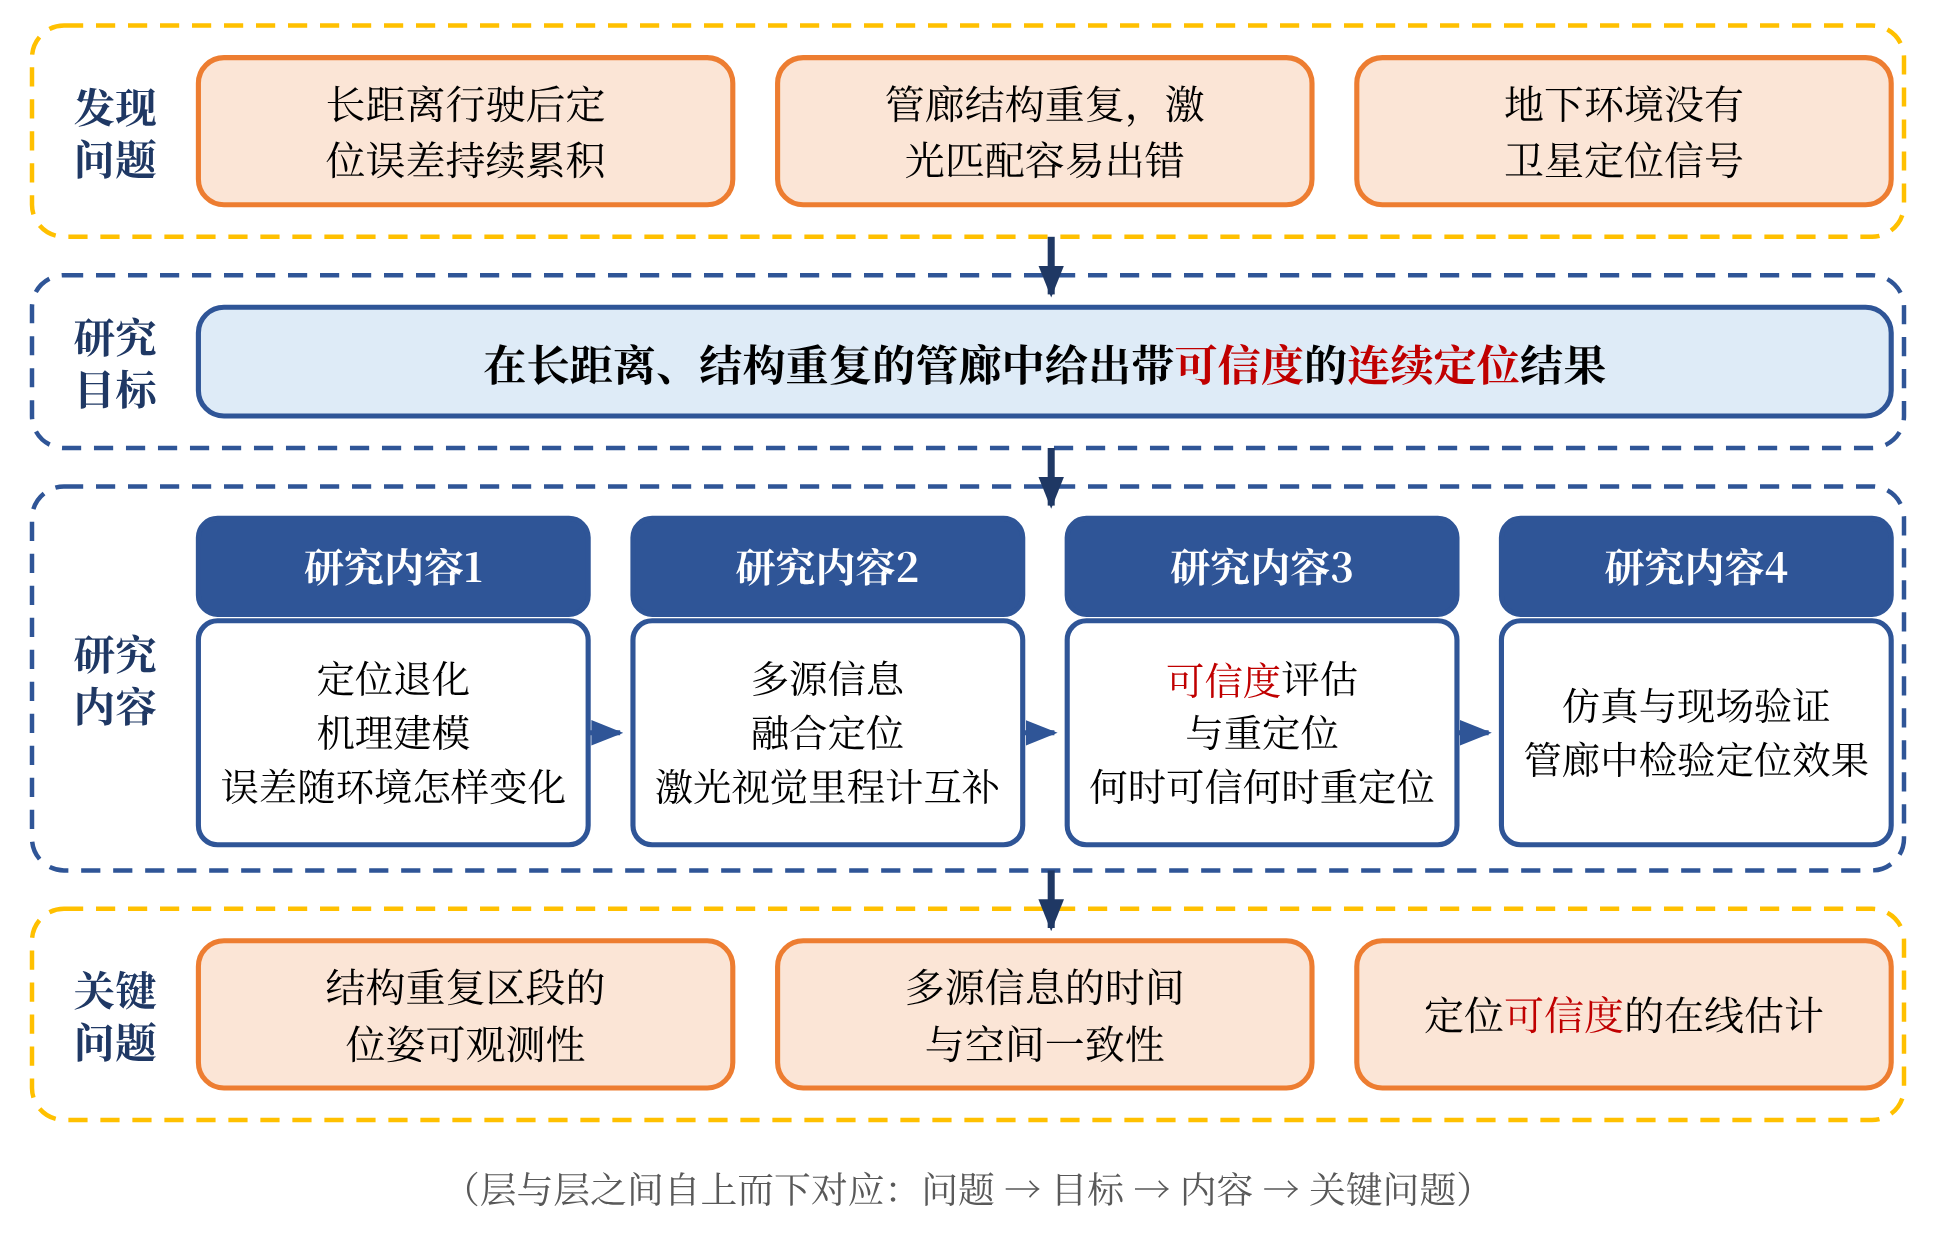 发现
问题
长距离行驶后定
位误差持续累积
管廊结构重复，激
光匹配容易出错
地下环境没有
卫星定位信号
研究
目标
在长距离、结构重复的管廊中给出带可信度的连续定位结果
研究
内容
研究内容1
定位退化
机理建模
误差随环境怎样变化
研究内容2
多源信息
融合定位
激光视觉里程计互补
研究内容3
可信度评估
与重定位
何时可信何时重定位
研究内容4
仿真与现场验证
管廊中检验定位效果
关键
问题
结构重复区段的
位姿可观测性
多源信息的时间
与空间一致性
定位可信度的在线估计
（层与层之间自上而下对应：问题 → 目标 → 内容 → 关键问题）